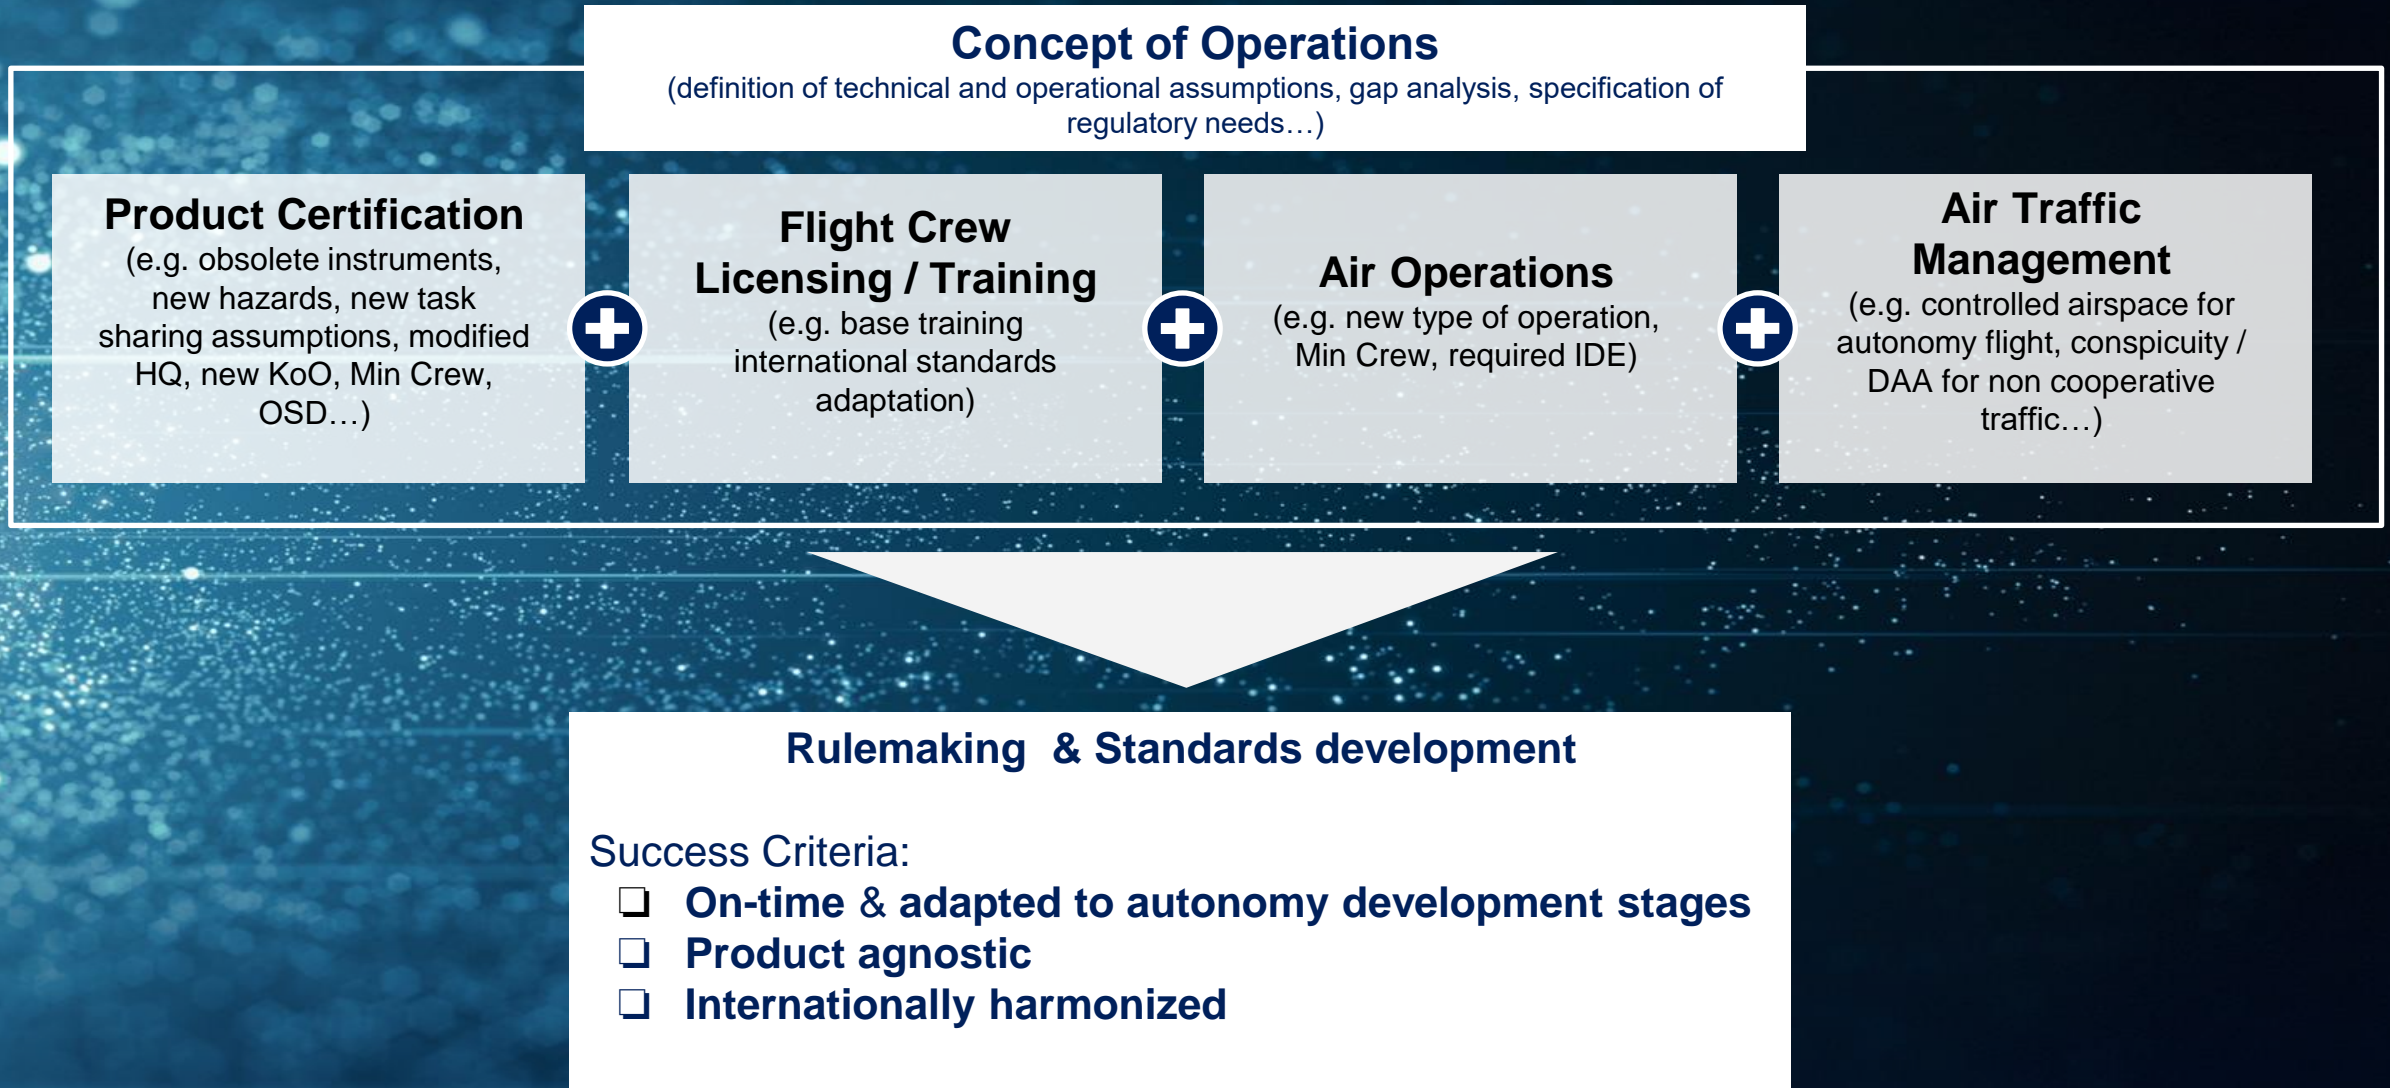 Concept of Operations
(definition of technical and operational assumptions, gap analysis, specification of
regulatory needs…)
Product Certification
(e.g. obsolete instruments,
new hazards, new task
sharing assumptions, modified
HQ, new KoO, Min Crew,
OSD…)
Flight Crew
Licensing / Training
(e.g. base training
international standards
adaptation)
Air Operations
(e.g. new type of operation,
Min Crew, required IDE)
Air Traffic
Management
(e.g. controlled airspace for
autonomy flight, conspicuity /
DAA for non cooperative
traffic…)
Rulemaking & Standards development
Success Criteria:
❏ On-time & adapted to autonomy development stages
❏ Product agnostic
❏ Internationally harmonized